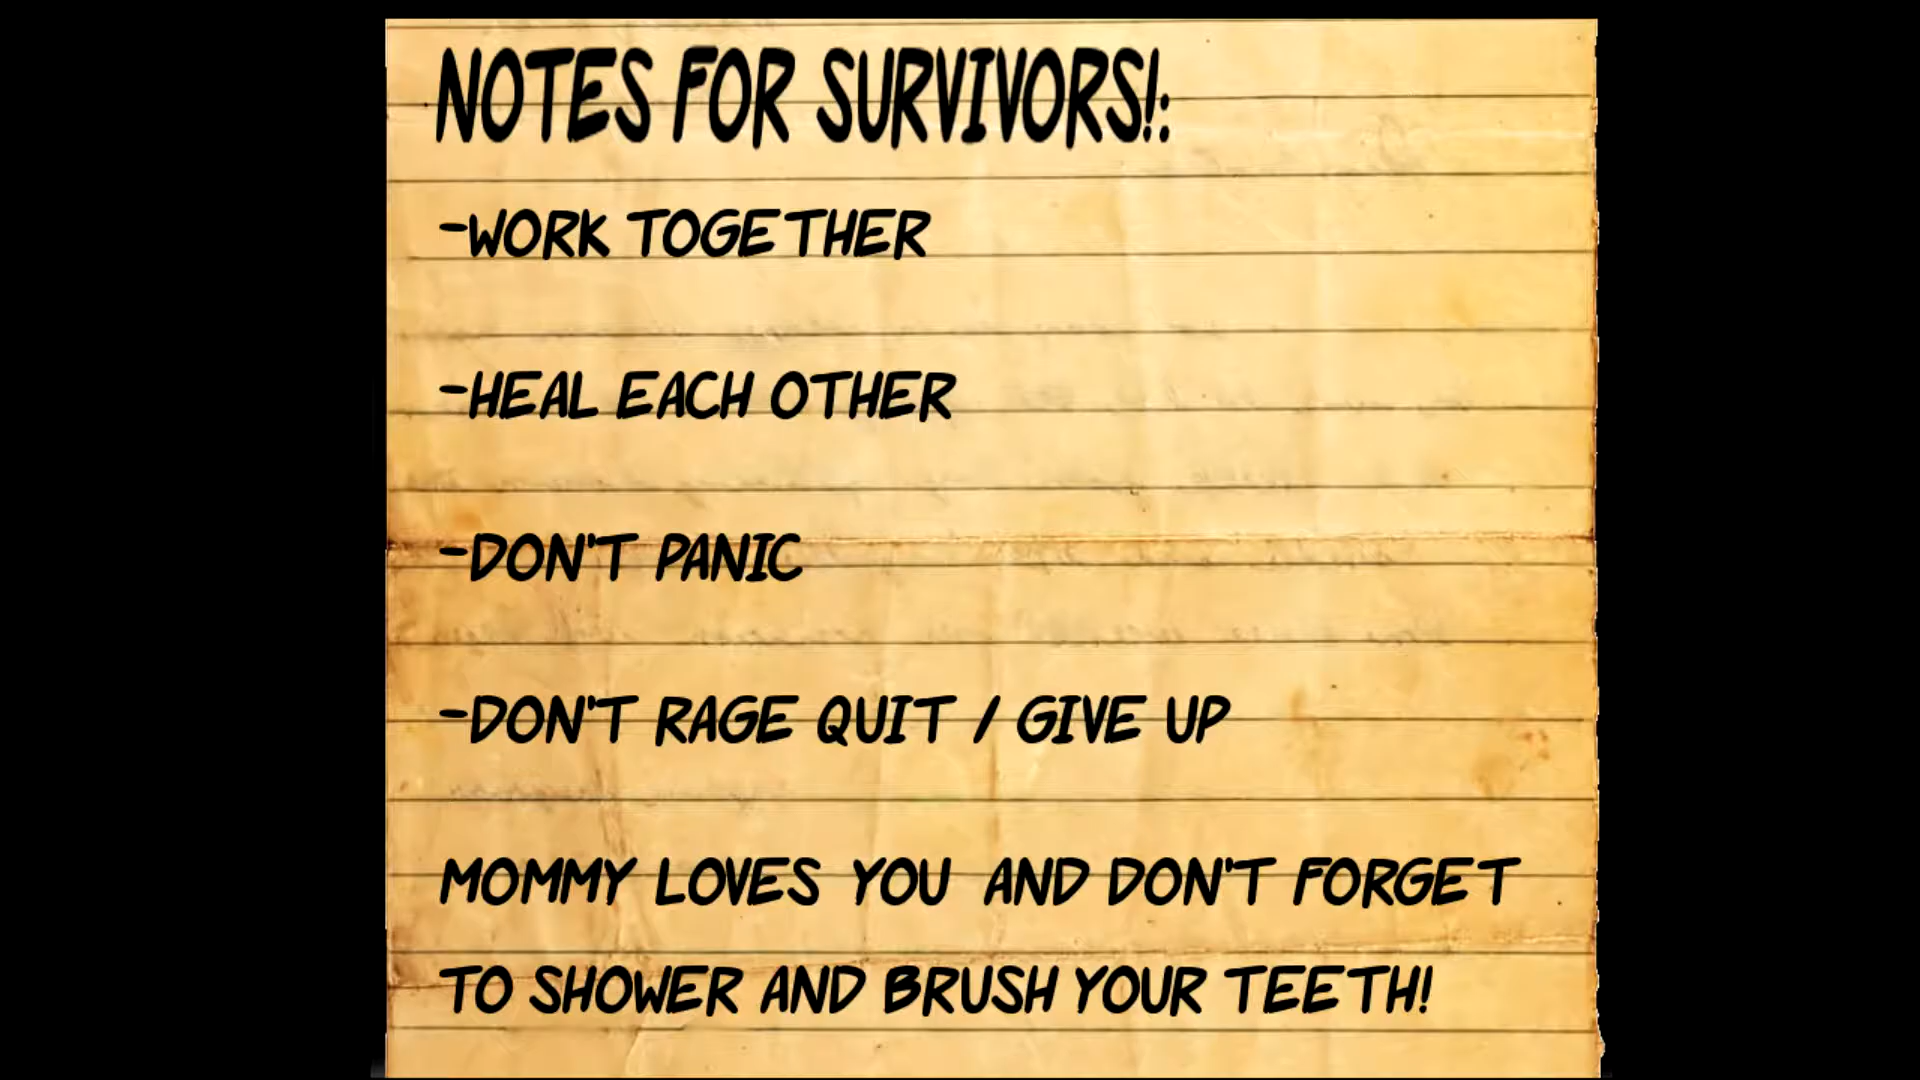 NOTES FOR SURVIVORS!:
-WORK TOGETHER
-HEAL EACH OTHER
-DON'T PANIC
-DON'T RAGE QUIT / GIVE UP
MOMMY LOVES YOU AND DON'T FORGET
TO SHOWER AND BRUSH YOUR TEETH!